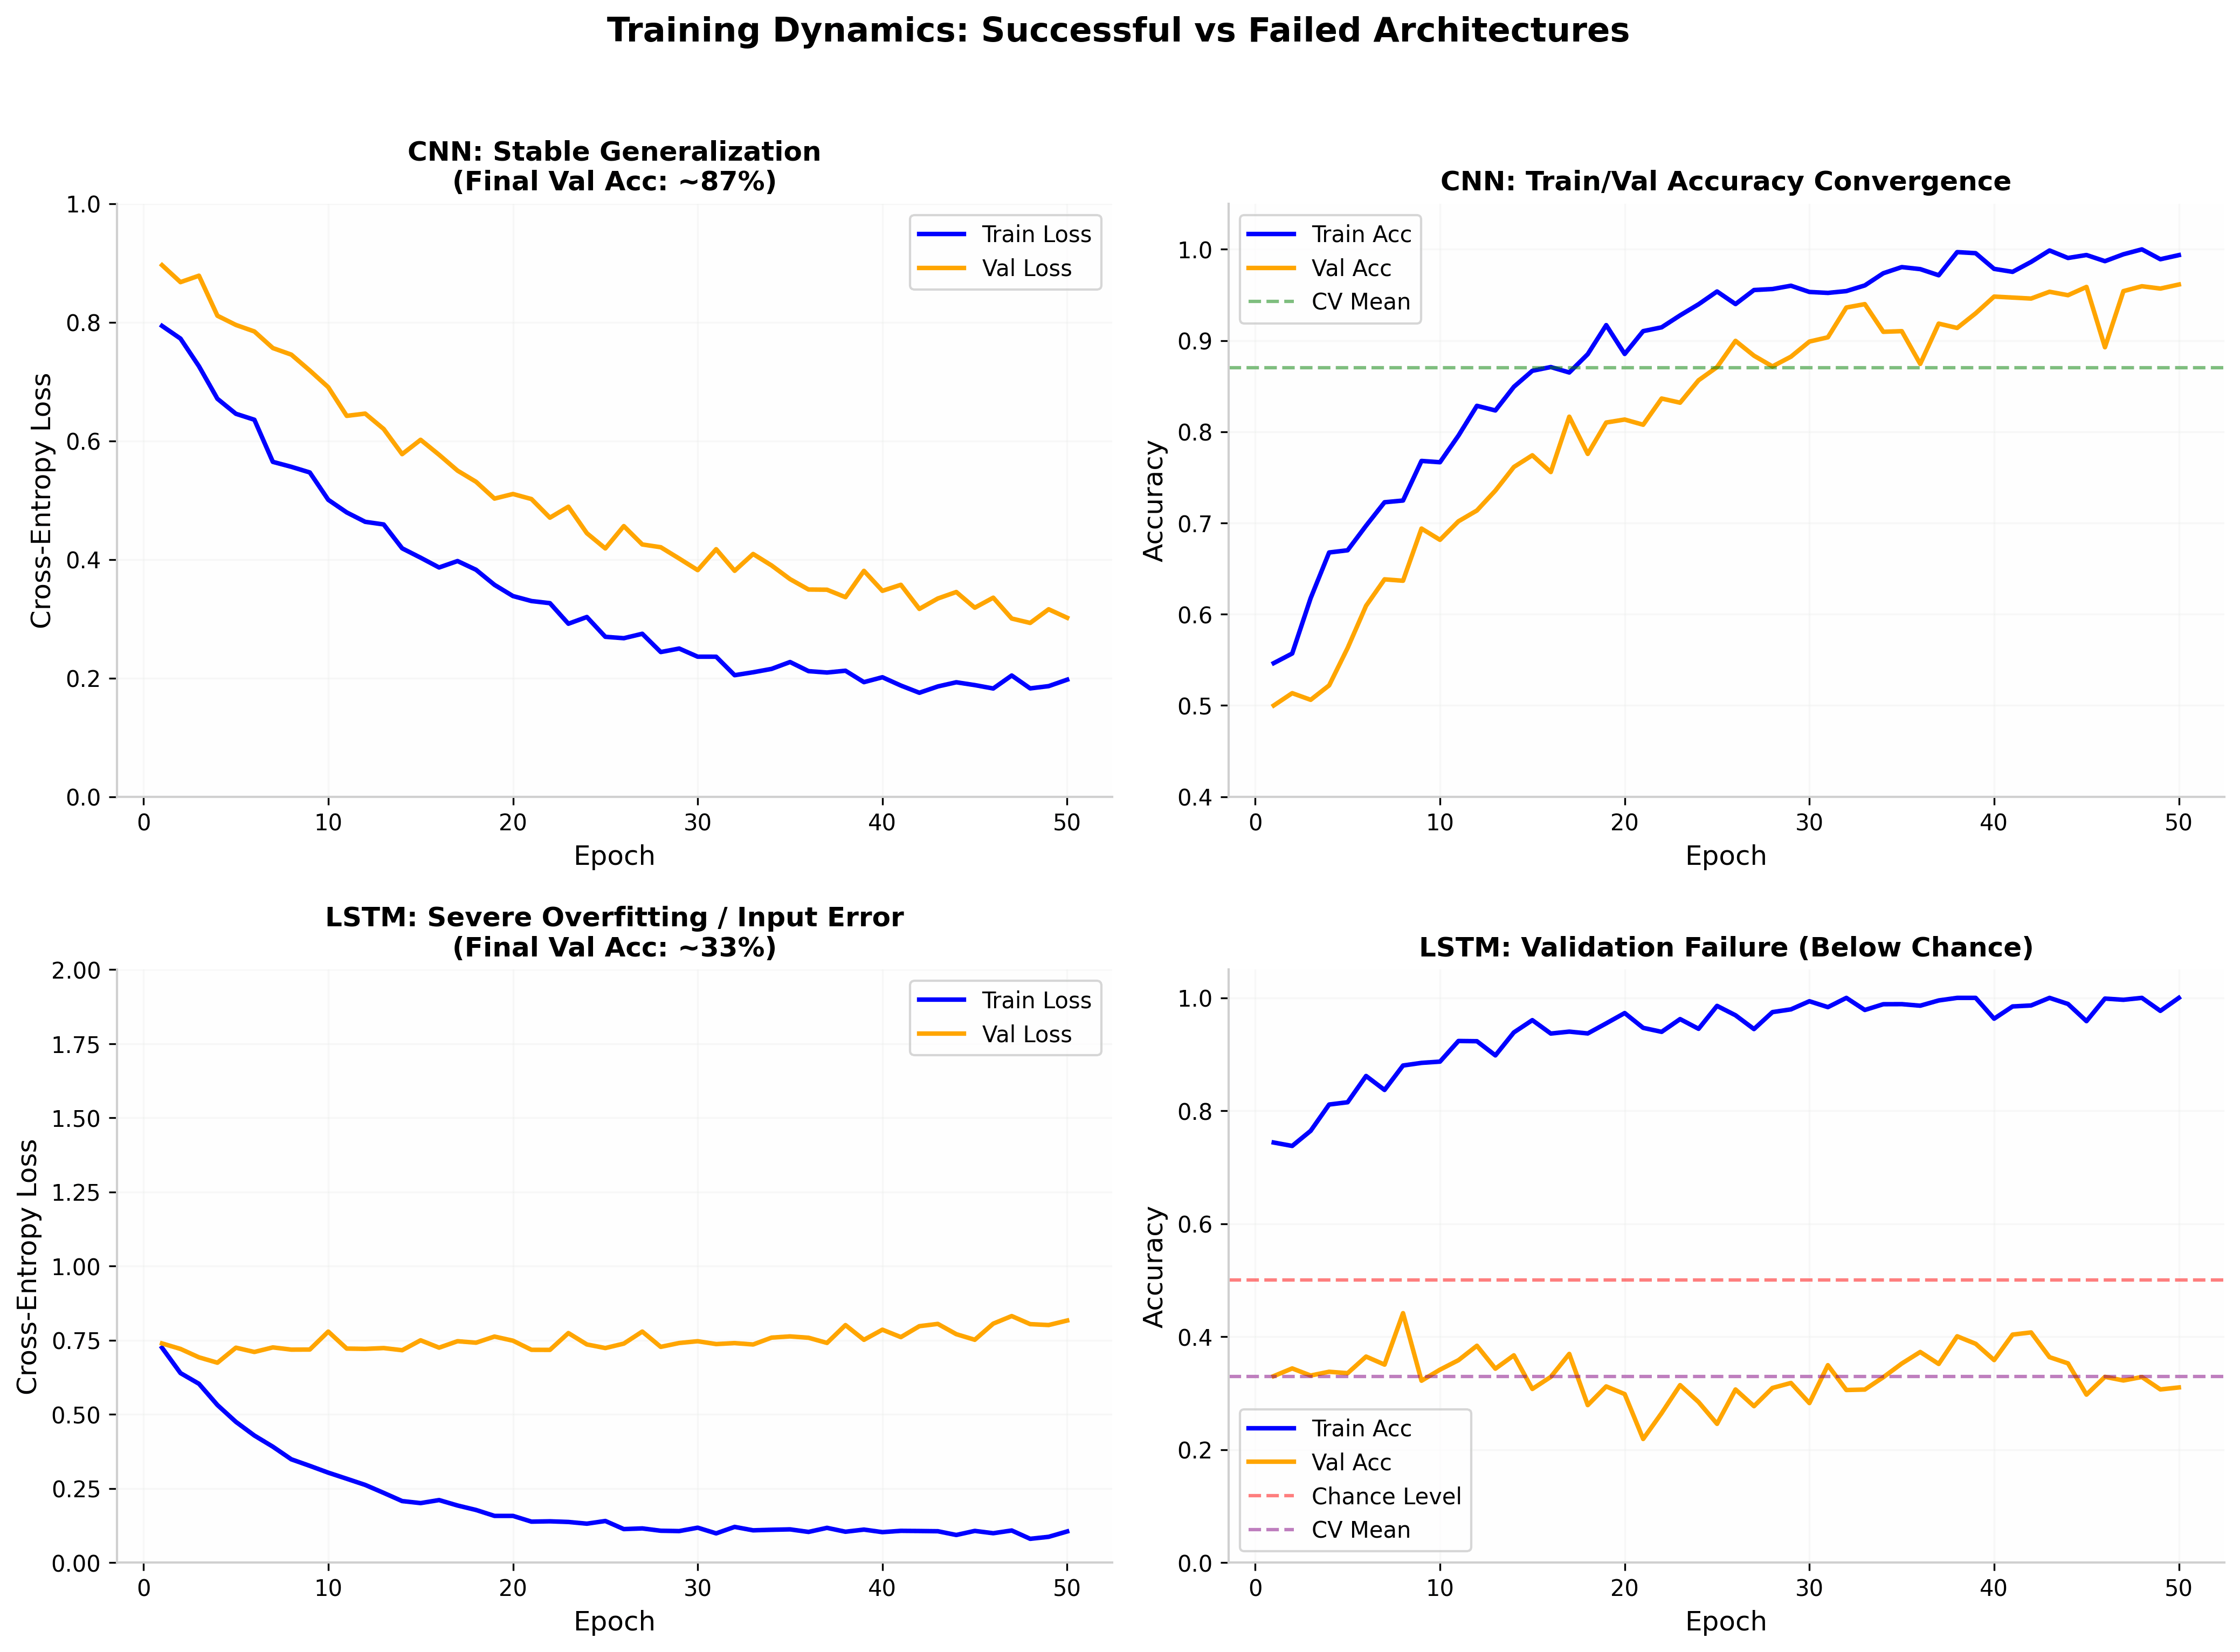 Training Dynamics: Successful vs Failed Architectures
CNN: Stable Generalization
(Final Val Acc: ~87%)
1.0
0.8
0.6
0.4
0.2
0.0
Cross-Entropy Loss
Train Loss
Val Loss
0 10 20 30 40 50
Epoch
CNN: Train/Val Accuracy Convergence
1.0
0.9
0.8
0.7
0.6
0.5
0.4
Accuracy
Train Acc
Val Acc
CV Mean
0 10 20 30 40 50
Epoch
LSTM: Severe Overfitting / Input Error
(Final Val Acc: ~33%)
2.00
1.75
1.50
1.25
1.00
0.75
0.50
0.25
0.00
Cross-Entropy Loss
Train Loss
Val Loss
0 10 20 30 40 50
Epoch
LSTM: Validation Failure (Below Chance)
1.0
0.8
0.6
0.4
0.2
0.0
Accuracy
Train Acc
Val Acc
Chance Level
CV Mean
0 10 20 30 40 50
Epoch